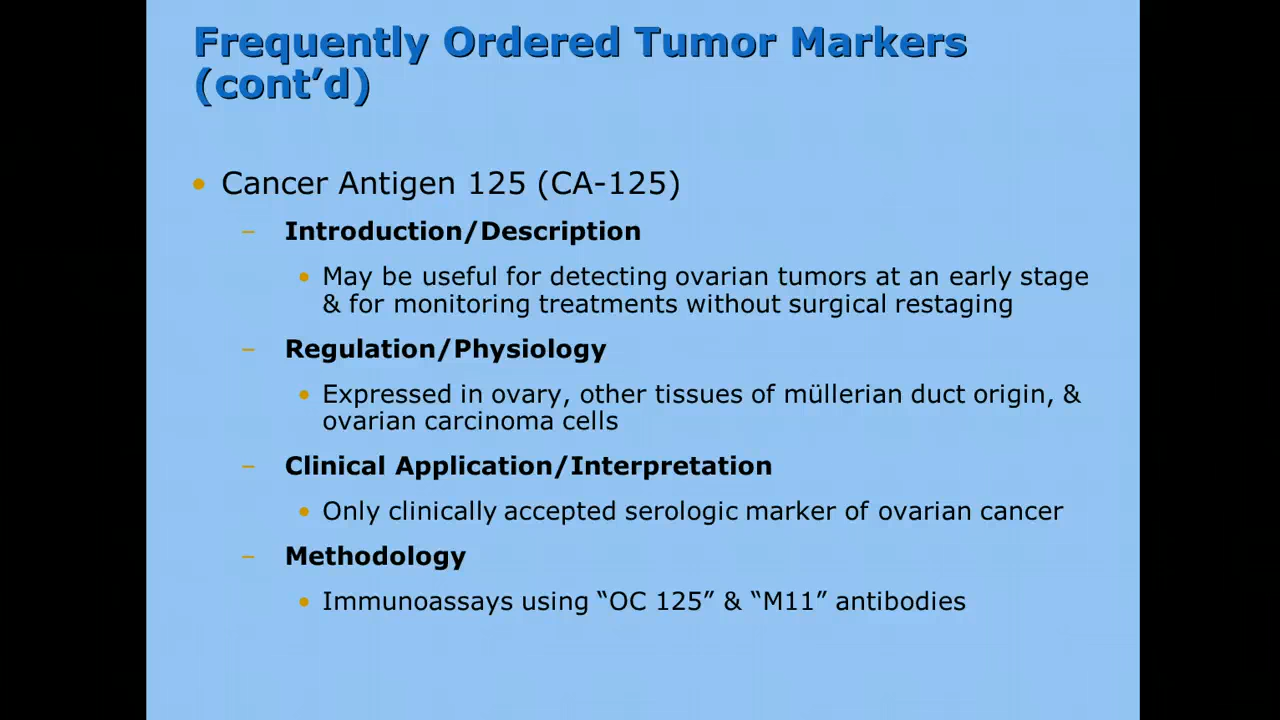 Frequently Ordered Tumor Markers
(cont’d)
• Cancer Antigen 125 (CA-125)
– Introduction/Description
• May be useful for detecting ovarian tumors at an early stage
& for monitoring treatments without surgical restaging
– Regulation/Physiology
• Expressed in ovary, other tissues of müllerian duct origin, &
ovarian carcinoma cells
– Clinical Application/Interpretation
• Only clinically accepted serologic marker of ovarian cancer
– Methodology
• Immunoassays using “OC 125” & “M11” antibodies